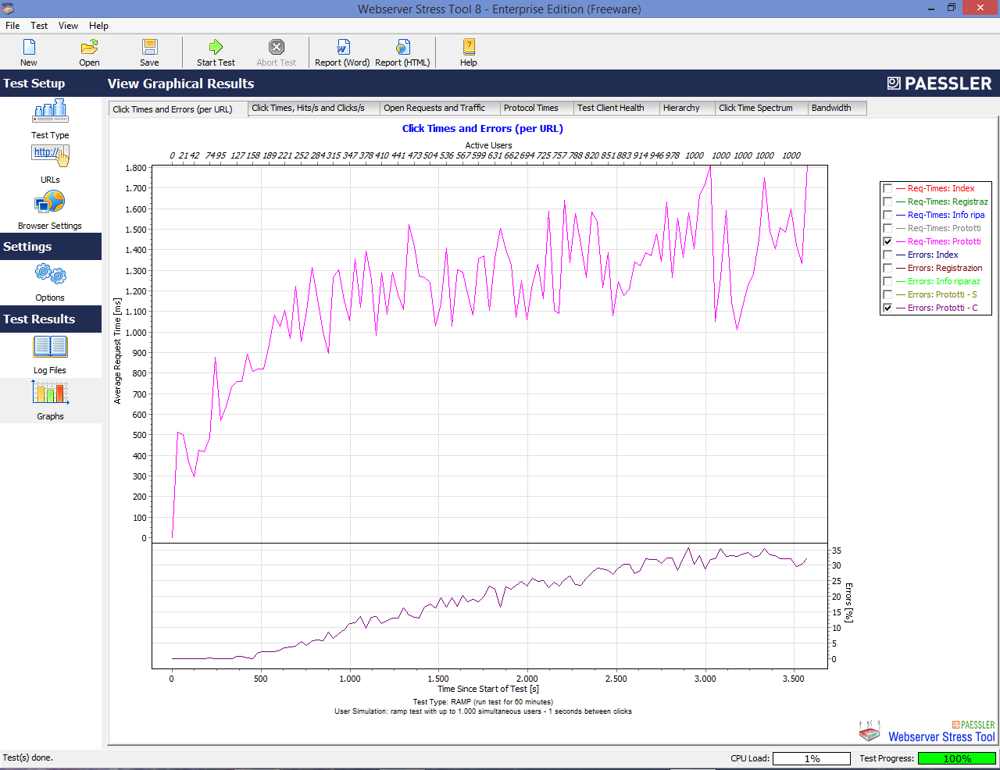 Webserver Stress Tool 8 - Enterprise Edition (Freeware)
File Test View Help
New Open Save Start Test Abort Test Report (Word) Report (HTML) Help
Test Setup
View Graphical Results
PAESSLER
Test Type
http://
URLs
Browser Settings
Settings
Options
Test Results
Log Files
Graphs
Click Times and Errors (per URL) Click Times, Hits/s and Clicks/s Open Requests and Traffic Protocol Times Test Client Health Hierarchy Click Time Spectrum Bandwidth
Click Times and Errors (per URL)
Active Users
0 21 42 74 95 127 158 189 221 252 284 315 347 378 410 441 473 504 536 567 599 631 662 694 725 757 788 820 851 883 914 946 978 1000 1000 1000 1000 1000
1.800
1.700
1.600
1.500
1.400
1.300
1.200
1.100
1.000
900
800
700
600
500
400
300
200
100
0
Average Request Time [ms]
35
30
25
20
15
10
5
0
Errors [%]
0 500 1.000 1.500 2.000 2.500 3.000 3.500
Time Since Start of Test [s]
Test Type: RAMP (run test for 60 minutes)
User Simulation: ramp test with up to 1.000 simultaneous users - 1 seconds between clicks
Req-Times: Index
Req-Times: Registraz
Req-Times: Info ripa
Req-Times: Prototti
Req-Times: Prototti
Errors: Index
Errors: Registrazion
Errors: Info riparaz
Errors: Prototti - S
Errors: Prototti - C
PAESSLER
Webserver Stress Tool
Test(s) done.
CPU Load: 1% Test Progress: 100%